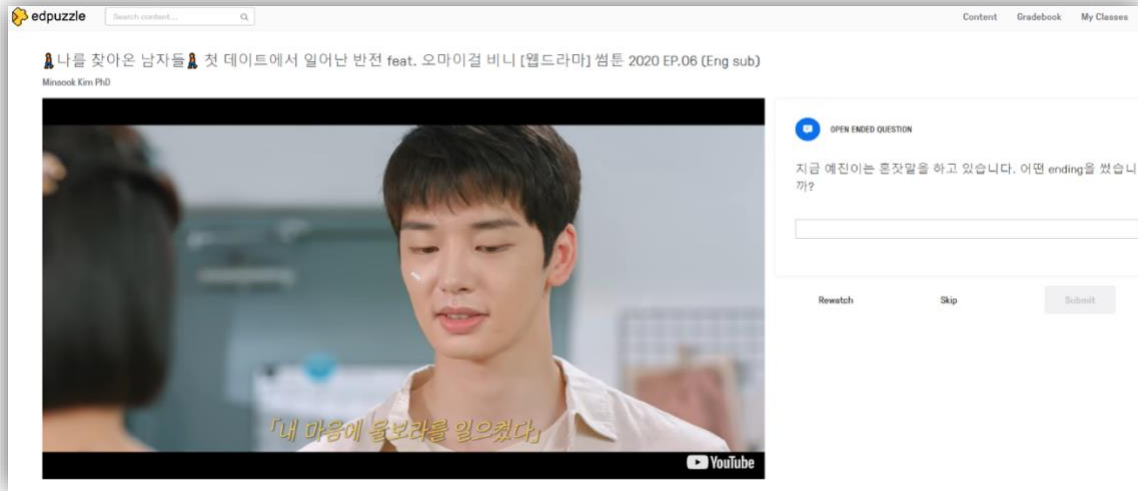 edpuzzle
Search content...
Content Gradebook My Classes
나를 찾아온 남자들 첫 데이트에서 일어난 반전 feat. 오마이걸 비니 [웹드라마] 썸툰 2020 EP.06 (Eng sub)
Minsook Kim PhD
OPEN ENDED QUESTION
지금 예진이는 혼잣말을 하고 있습니다. 어떤 ending을 썼습니
까?
Rewatch Skip Submit
「내 마음에 물보라를 일으켰다」
YouTube